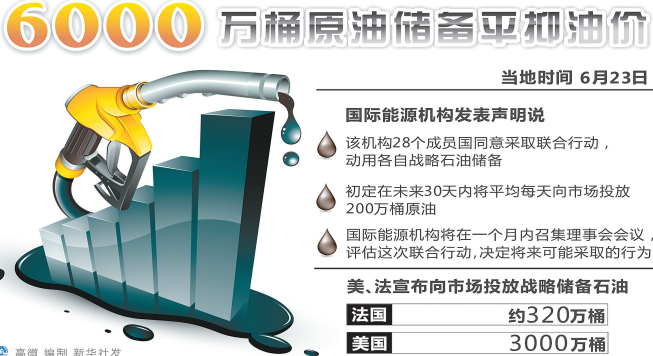 6000万桶原油储备平抑油价
当地时间 6月23日
国际能源机构发表声明说
该机构28个成员国同意采取联合行动，
动用各自战略石油储备
初定在未来30天内将平均每天向市场投放
200万桶原油
国际能源机构将在一个月内召集理事会会议，
评估这次联合行动,决定将来可能采取的行为
美、法宣布向市场投放战略储备石油
法国 约320万桶
美国 3000万桶
高微 编制 新华社发